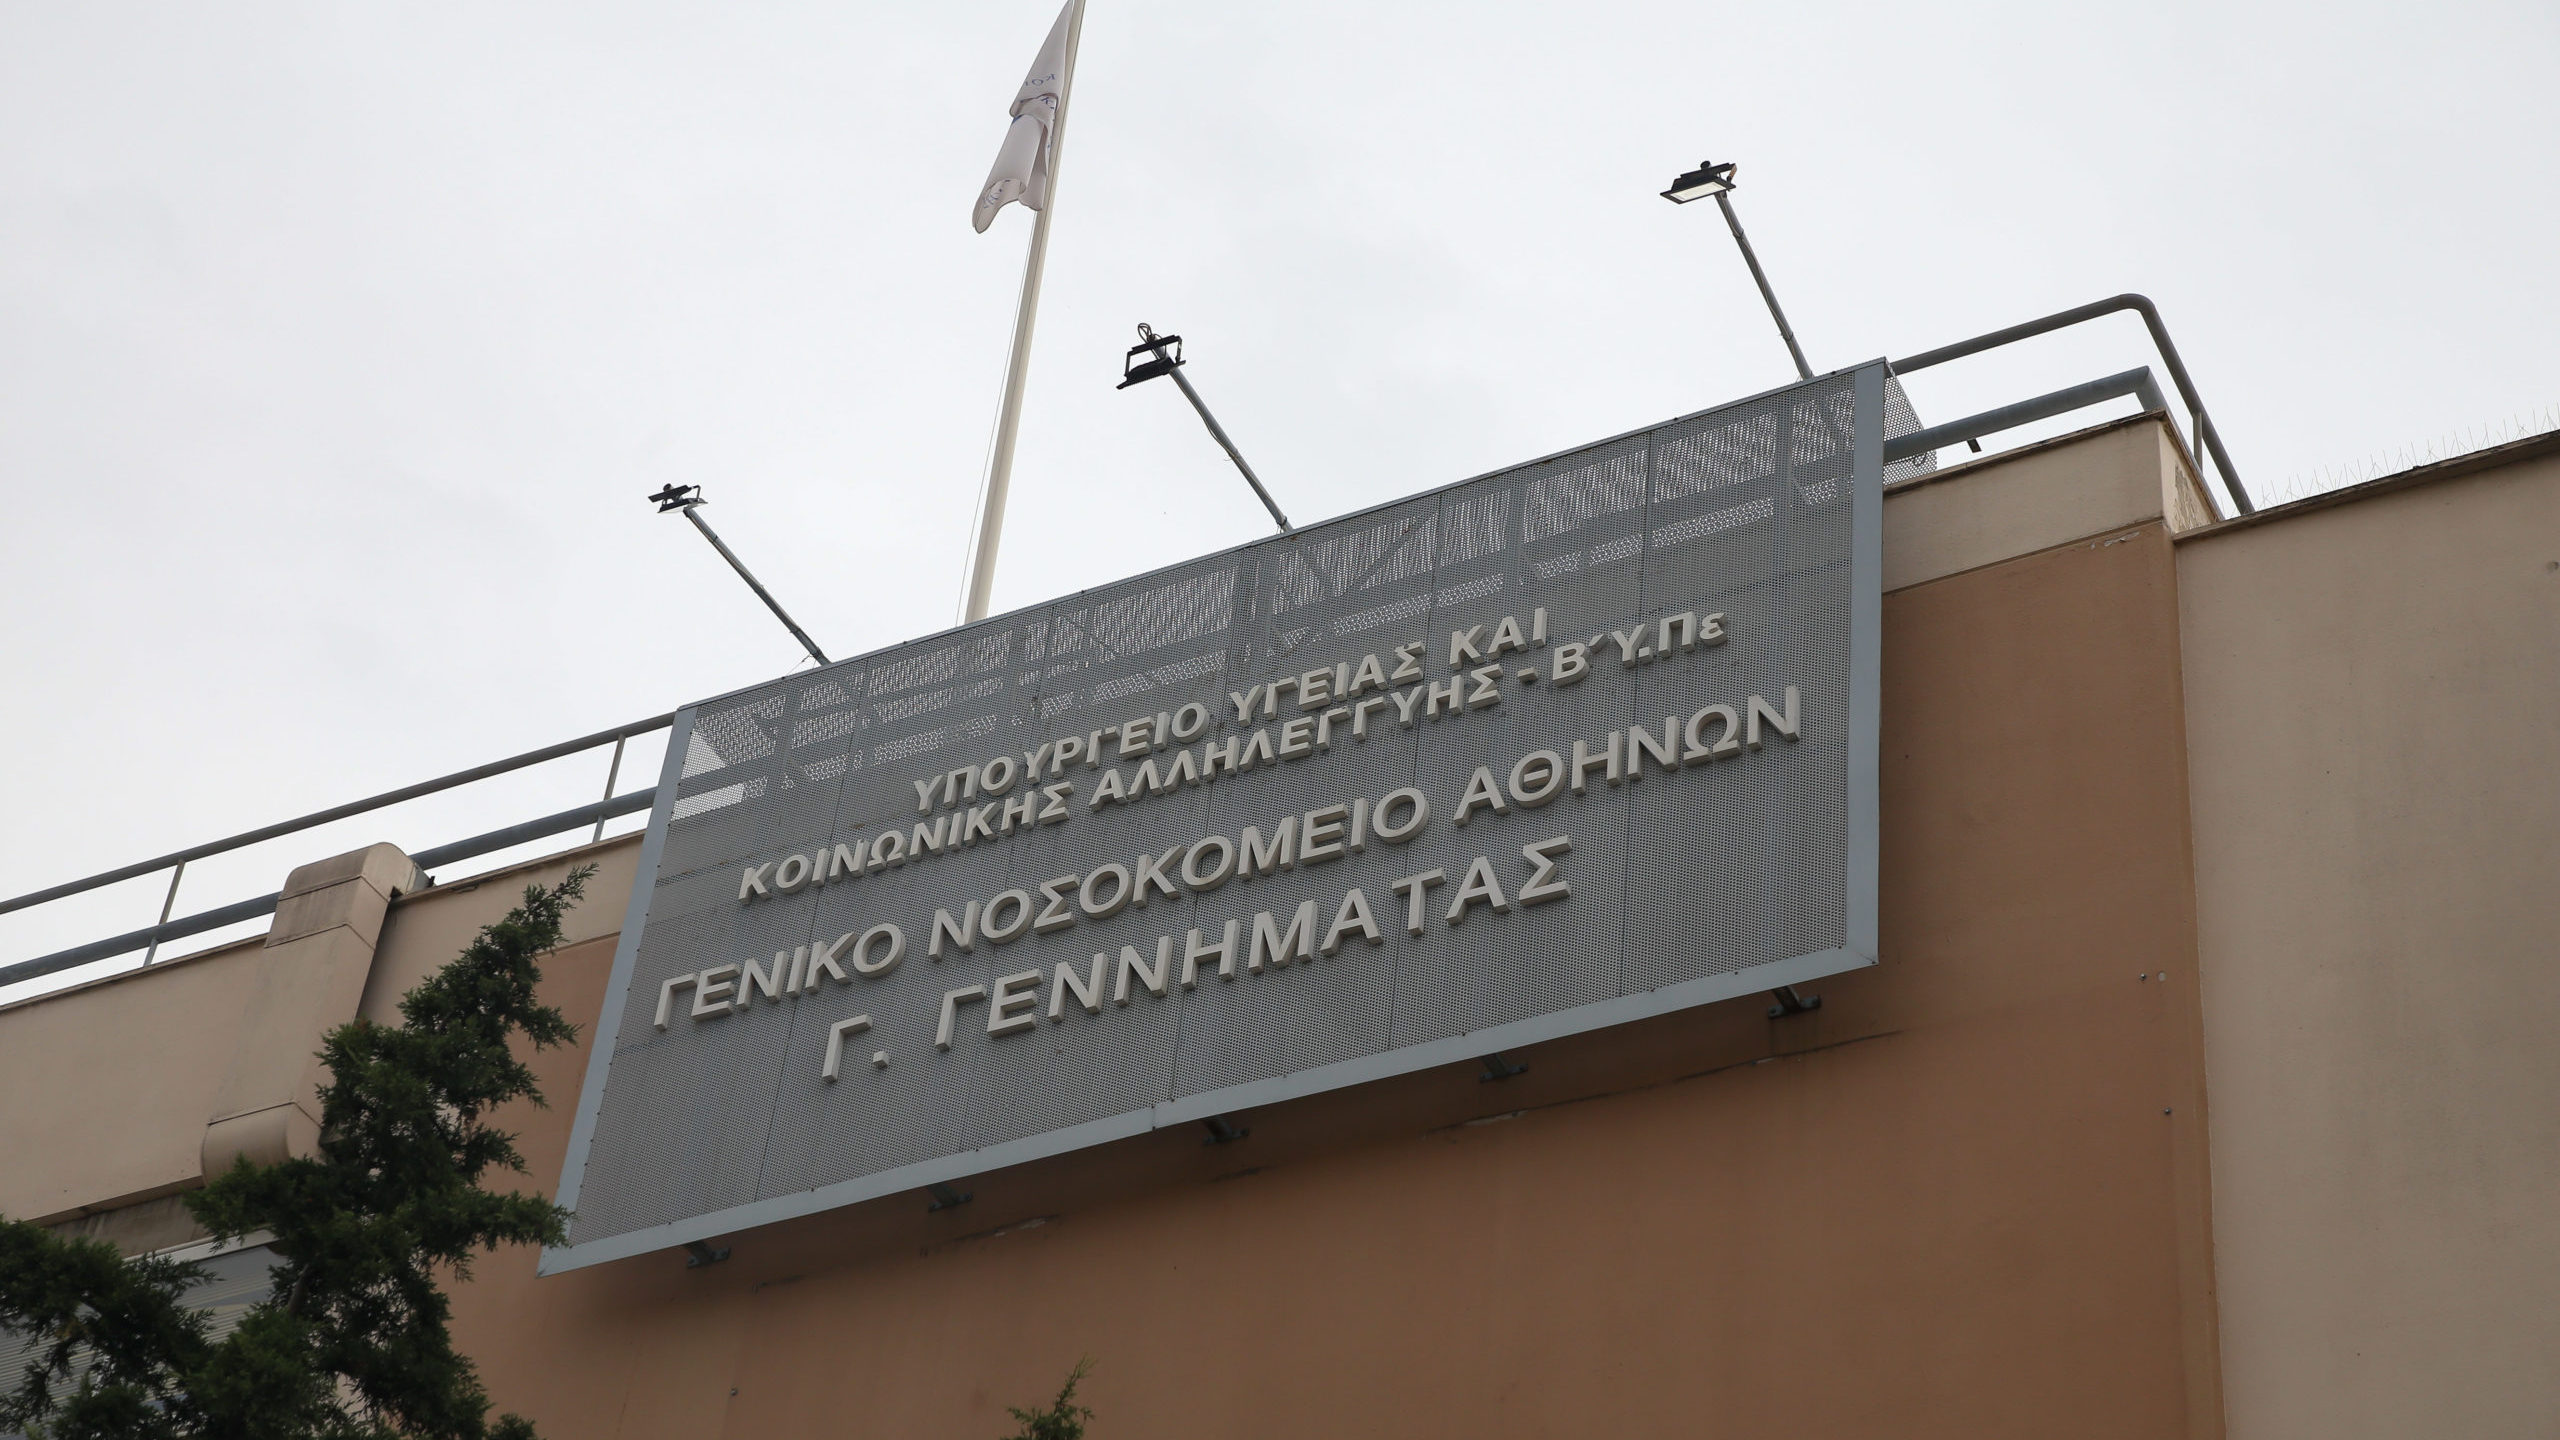 ΥΠΟΥΡΓΕΙΟ ΥΓΕΙΑΣ ΚΑΙ
ΚΟΙΝΩΝΙΚΗΣ ΑΛΛΗΛΕΓΓΥΗΣ - Β΄Υ.Πε
ΓΕΝΙΚΟ ΝΟΣΟΚΟΜΕΙΟ ΑΘΗΝΩΝ
Γ. ΓΕΝΝΗΜΑΤΑΣ